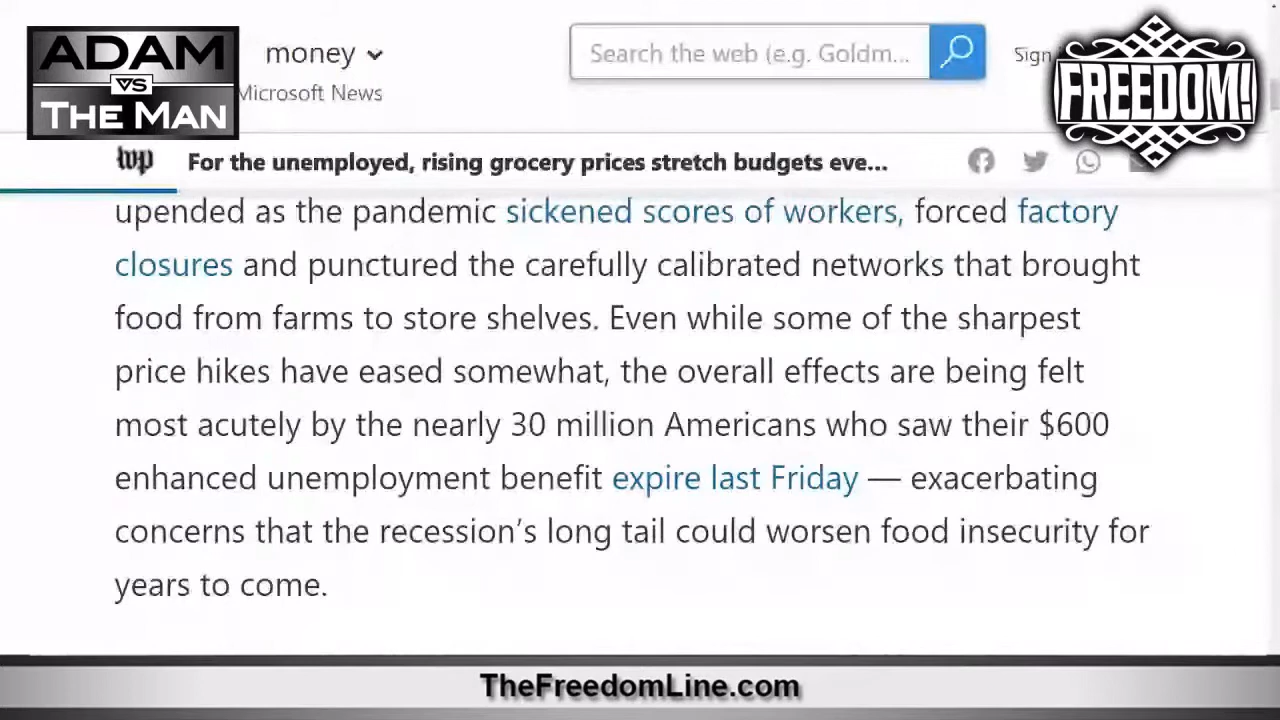 ADAM
VS
THE MAN
money
Microsoft News
Search the web (e.g. Goldm...
Sign
FREEDOM!
wp
For the unemployed, rising grocery prices stretch budgets eve...
upended as the pandemic sickened scores of workers, forced factory
closures and punctured the carefully calibrated networks that brought
food from farms to store shelves. Even while some of the sharpest
price hikes have eased somewhat, the overall effects are being felt
most acutely by the nearly 30 million Americans who saw their $600
enhanced unemployment benefit expire last Friday — exacerbating
concerns that the recession’s long tail could worsen food insecurity for
years to come.
TheFreedomLine.com